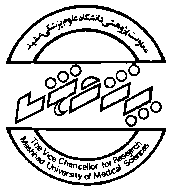 معاونت پژوهشی دانشگاه علوم پزشکی مشهد
The Vice Chancellor for Research
Mashhad University of Medical Sciences